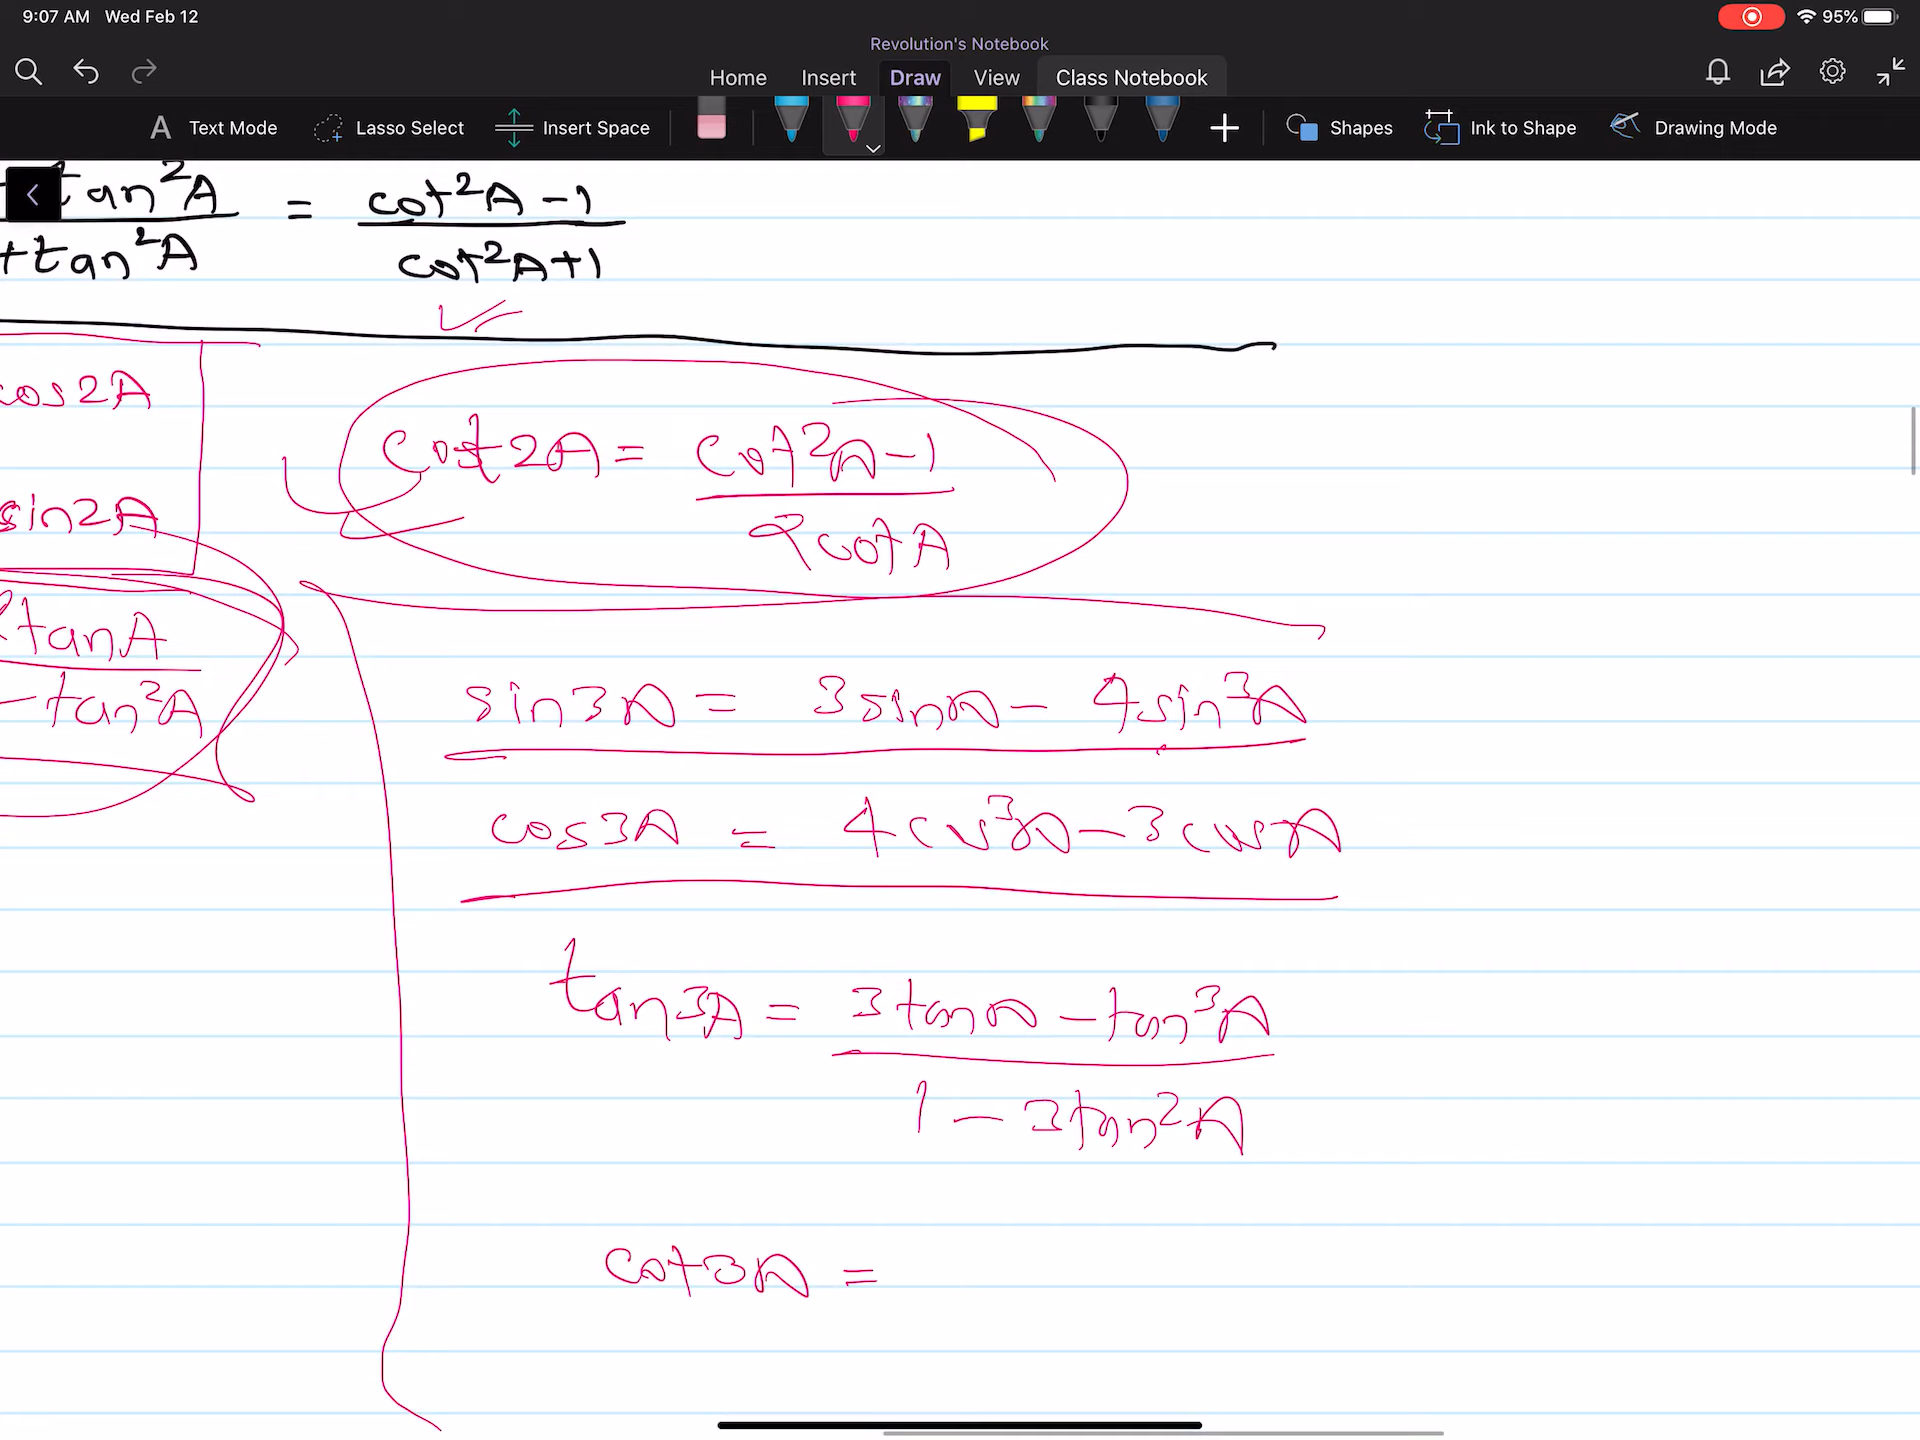 9:07 AM Wed Feb 12
95%
Revolution's Notebook
Home Insert Draw View Class Notebook
Text Mode Lasso Select Insert Space Shapes Ink to Shape Drawing Mode
tan²A = cot²A - 1
+tan²A cot²A+1
cos2A
cot2A = cot²A - 1
2cotA
sin2A
2tanA
- tan²A
sin3A = 3sinA - 4sin³A
cos3A = 4cos³A - 3cosA
tan3A = 3tanA - tan³A
1 - 3tan²A
cot3A =